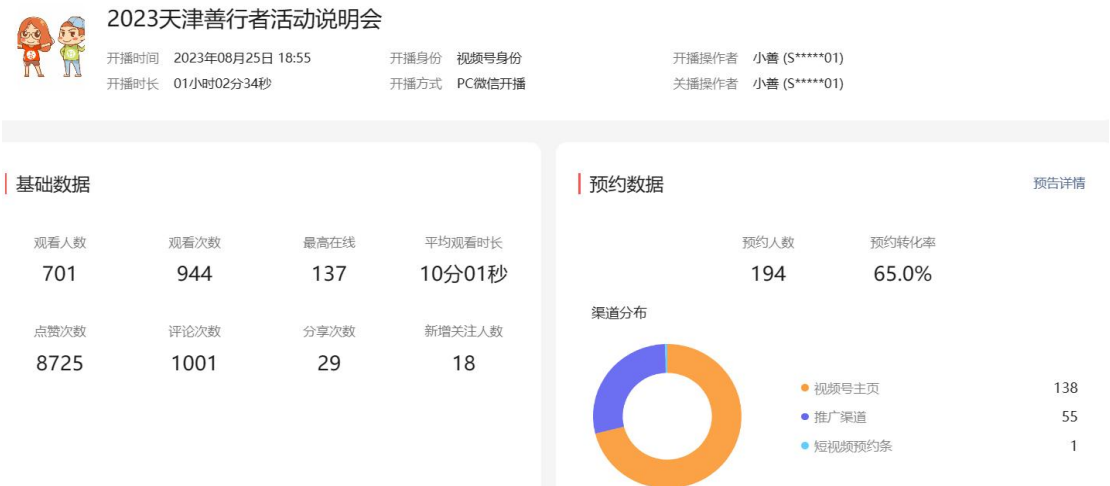 2023天津善行者活动说明会
开播时间 2023年08月25日 18:55 开播身份 视频号身份 开播操作者 小善 (S*****01)
开播时长 01小时02分34秒 开播方式 PC微信开播 关播操作者 小善 (S*****01)
基础数据
观看人数 观看次数 最高在线 平均观看时长
701 944 137 10分01秒
点赞次数 评论次数 分享次数 新增关注人数
8725 1001 29 18
预约数据 预告详情
预约人数 预约转化率
194 65.0%
渠道分布
视频号主页 138
推广渠道 55
短视频预约条 1